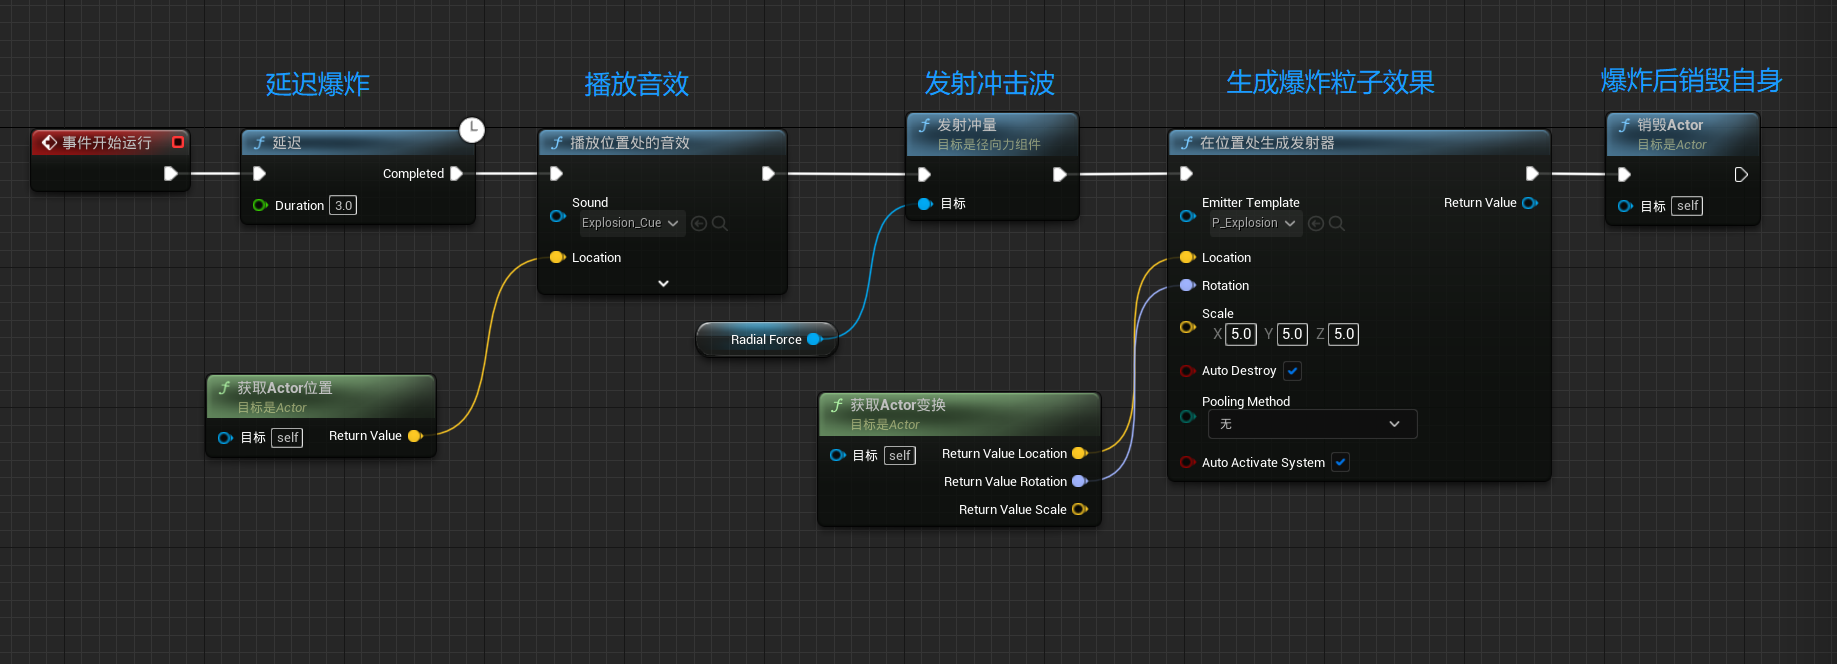 延迟爆炸
播放音效
发射冲击波
生成爆炸粒子效果
爆炸后销毁自身
事件开始运行
延迟
Completed
Duration 3.0
播放位置处的音效
Sound
Explosion_Cue
Location
发射冲量
目标是径向力组件
目标
在位置处生成发射器
Emitter Template
P_Explosion
Return Value
Location
Rotation
Scale
X 5.0 Y 5.0 Z 5.0
Auto Destroy
Pooling Method
无
Auto Activate System
销毁Actor
目标是Actor
目标 self
Radial Force
获取Actor位置
目标是Actor
目标 self Return Value
获取Actor变换
目标是Actor
目标 self Return Value Location
Return Value Rotation
Return Value Scale